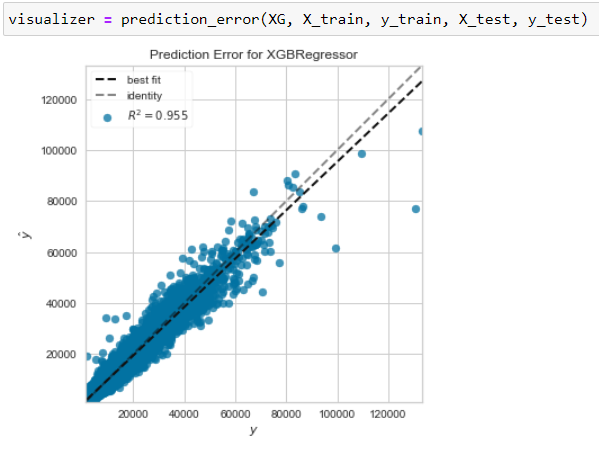 visualizer = prediction_error(XG, X_train, y_train, X_test, y_test)
Prediction Error for XGBRegressor
best fit
identity
R² = 0.955
120000
100000
80000
60000
40000
20000
ŷ
20000 40000 60000 80000 100000 120000
y